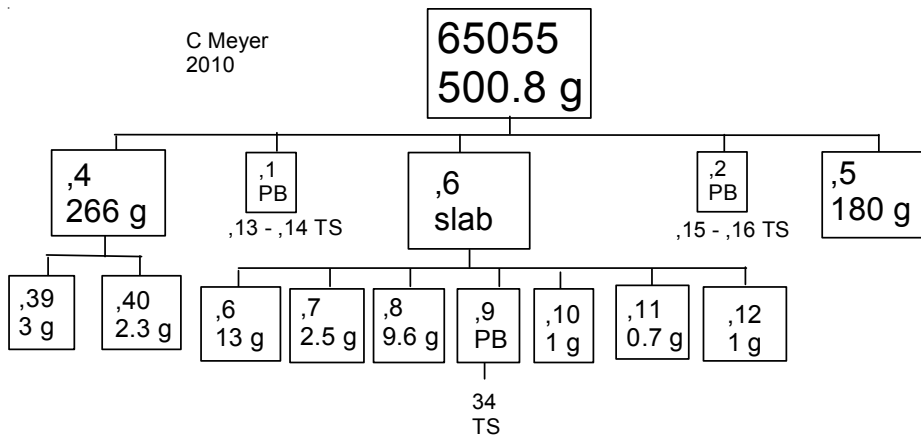 C Meyer
2010
65055
500.8 g
,4
266 g
,1
PB
,13 - ,14 TS
,6
slab
,2
PB
,15 - ,16 TS
,5
180 g
,39
3 g
,40
2.3 g
,6
13 g
,7
2.5 g
,8
9.6 g
,9
PB
,10
1 g
,11
0.7 g
,12
1 g
34
TS